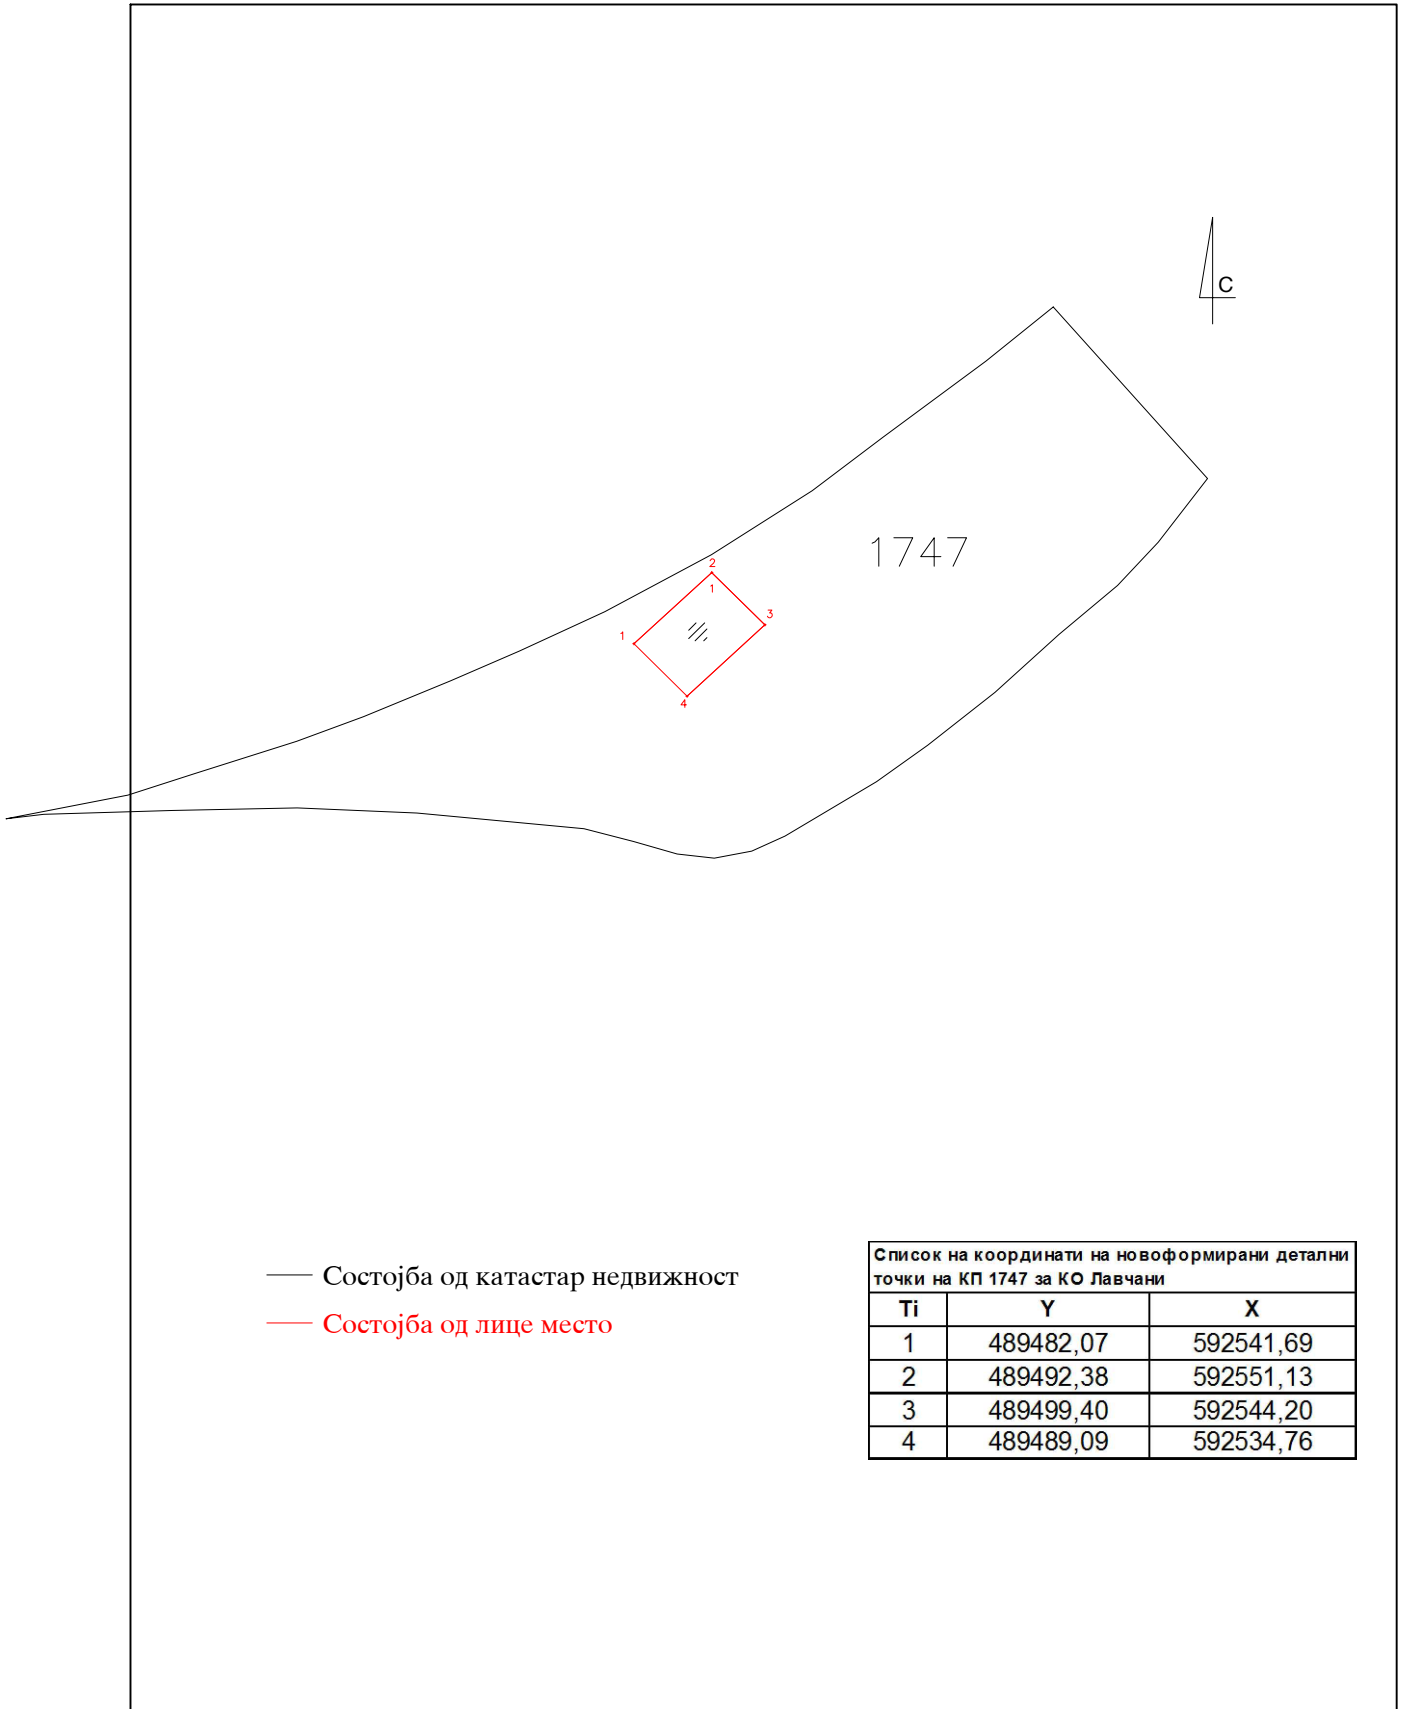 С
1747
2
1
3
1
4
Состојба од катастар недвижност
Состојба од лице место
Список на координати на новоформирани детални
точки на КП 1747 за КО Лавчани
Ti Y X
1 489482,07 592541,69
2 489492,38 592551,13
3 489499,40 592544,20
4 489489,09 592534,76